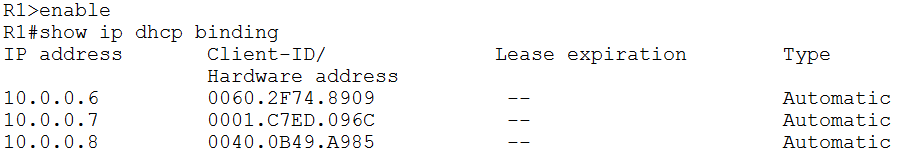 R1>enable
R1#show ip dhcp binding
IP address       Client-ID/              Lease expiration        Type
                 Hardware address
10.0.0.6         0060.2F74.8909           --                     Automatic
10.0.0.7         0001.C7ED.096C           --                     Automatic
10.0.0.8         0040.0B49.A985           --                     Automatic